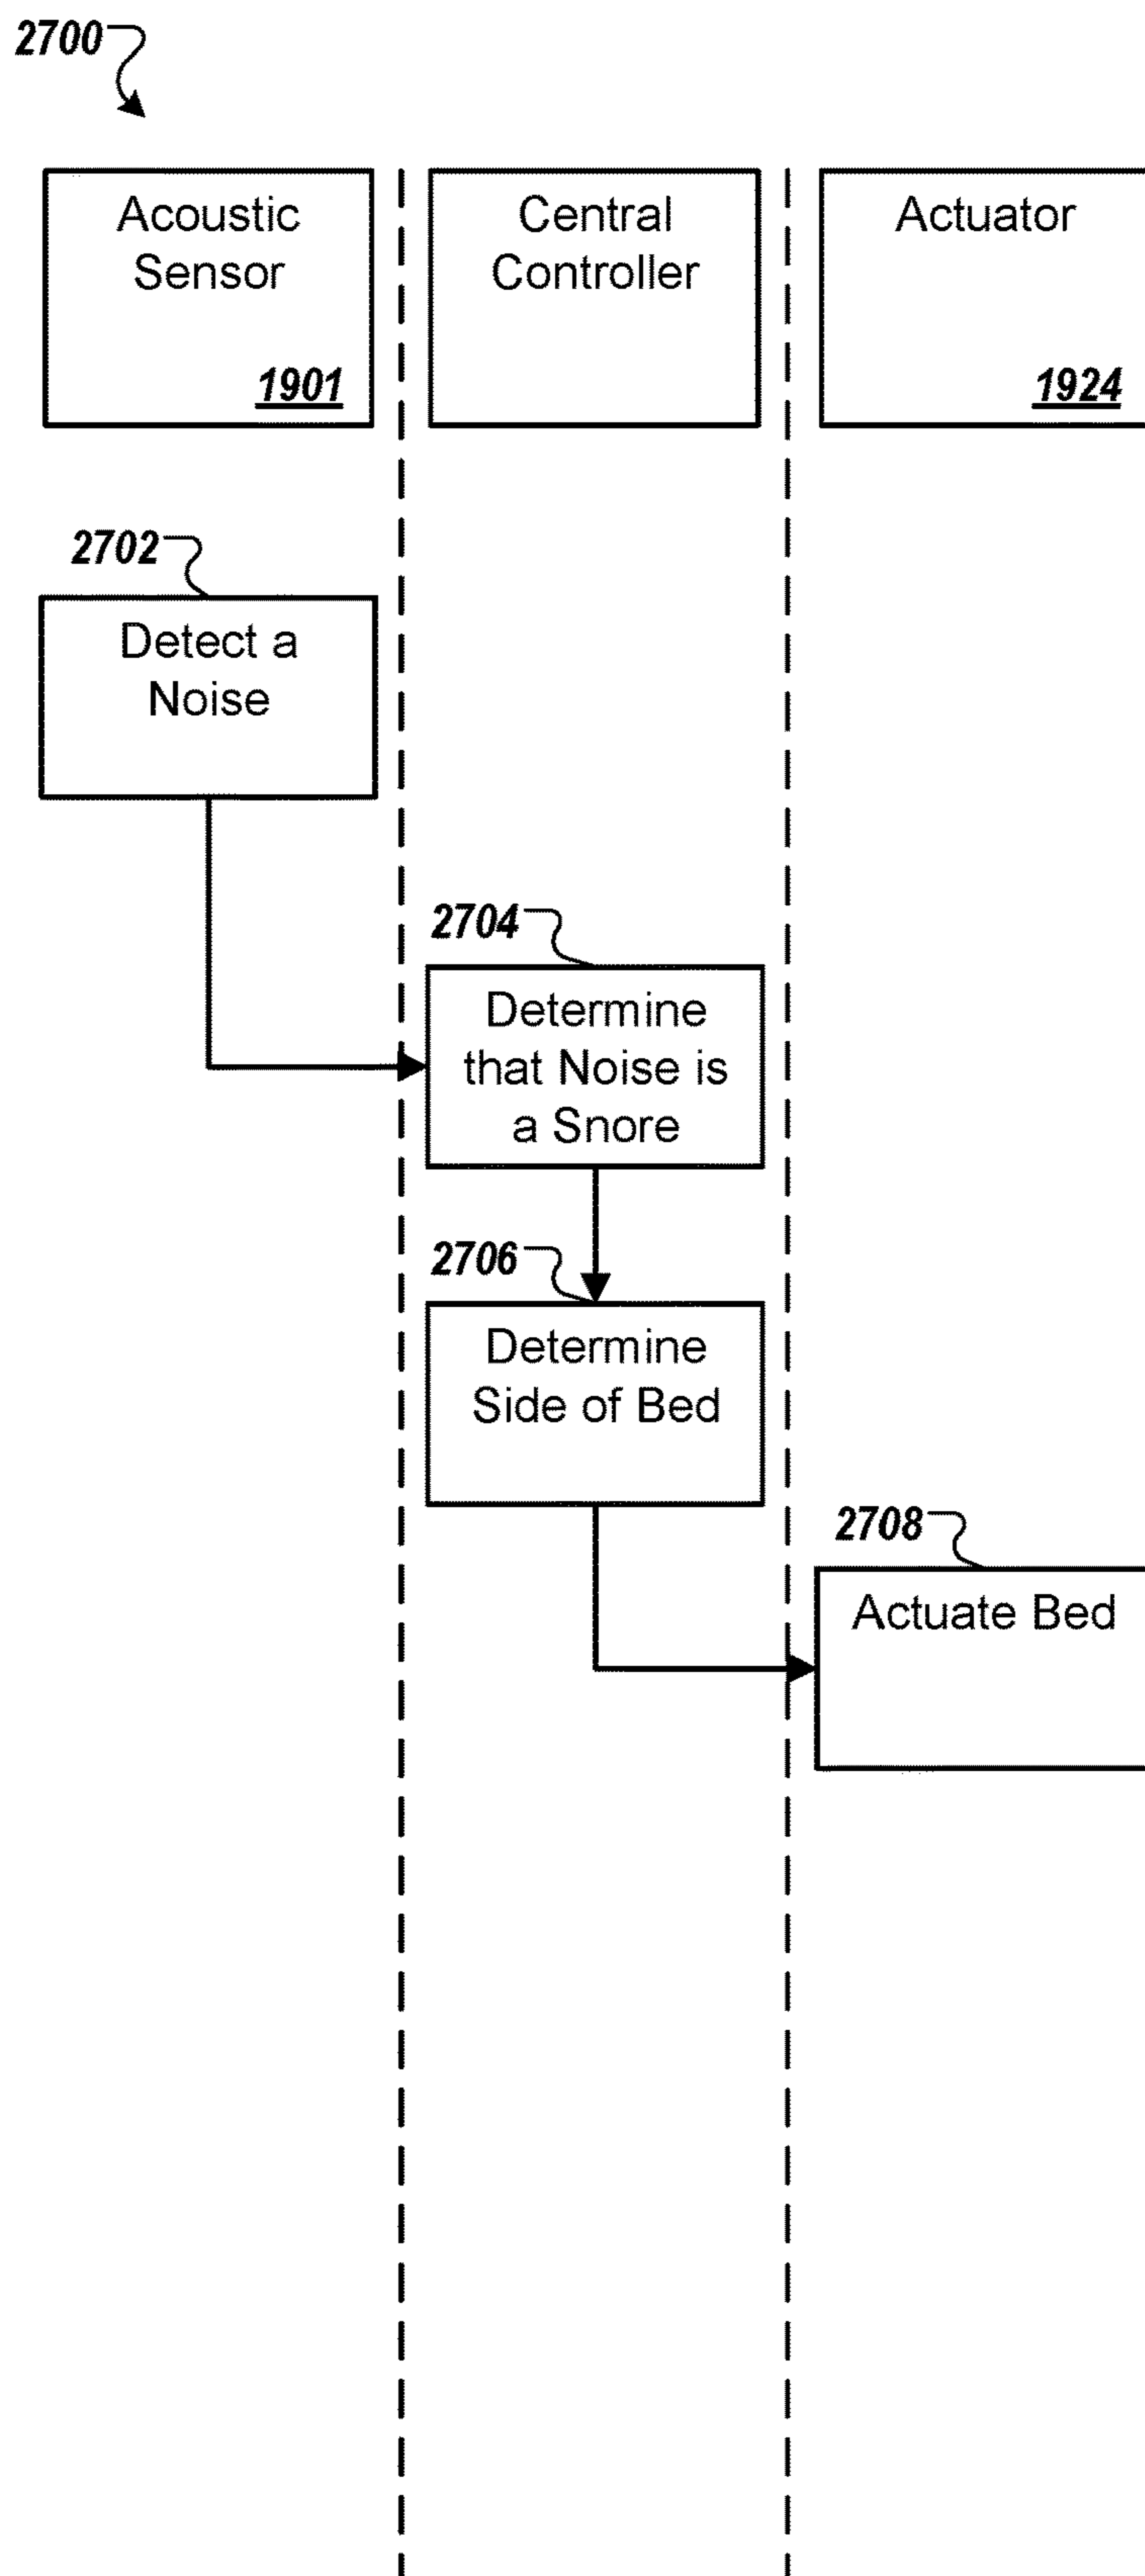 2700
Acoustic
Sensor
1901
Central
Controller
Actuator
1924
2702
Detect a
Noise
2704
Determine
that Noise is
a Snore
2706
Determine
Side of Bed
2708
Actuate Bed